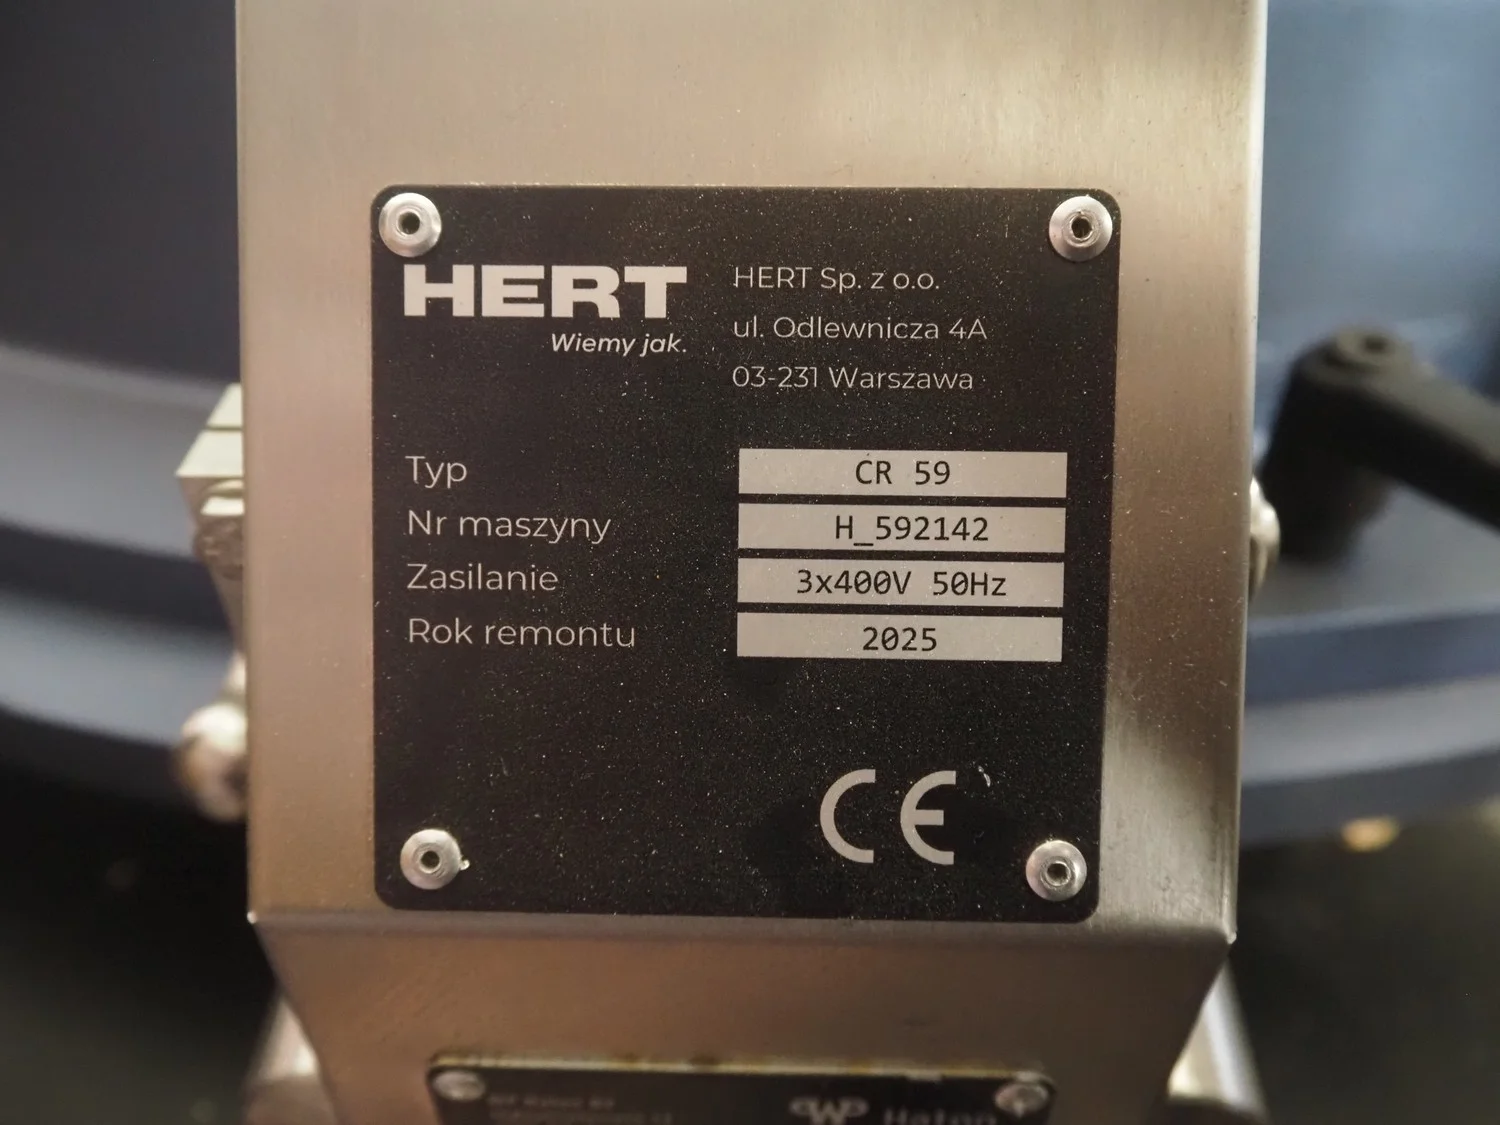 HERT
Wiemy jak.
HERT Sp. z o.o.
ul. Odlewnicza 4A
03-231 Warszawa
Typ CR 59
Nr maszyny H_592142
Zasilanie 3x400V 50Hz
Rok remontu 2025
CE
Haton